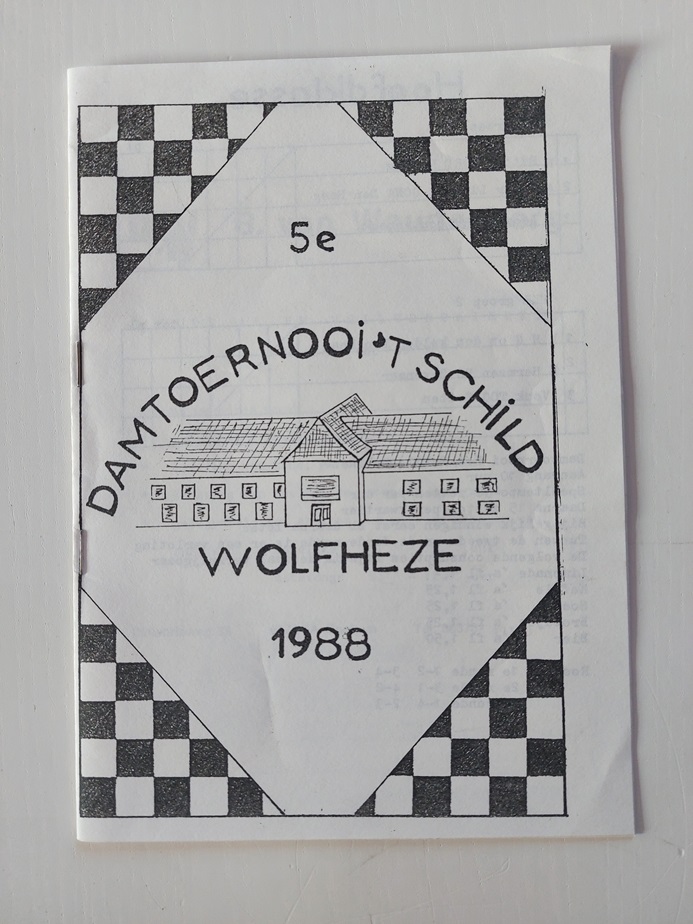 5e
DAMTOERNOOi 'T SCHiLD
WOLFHEZE
1988